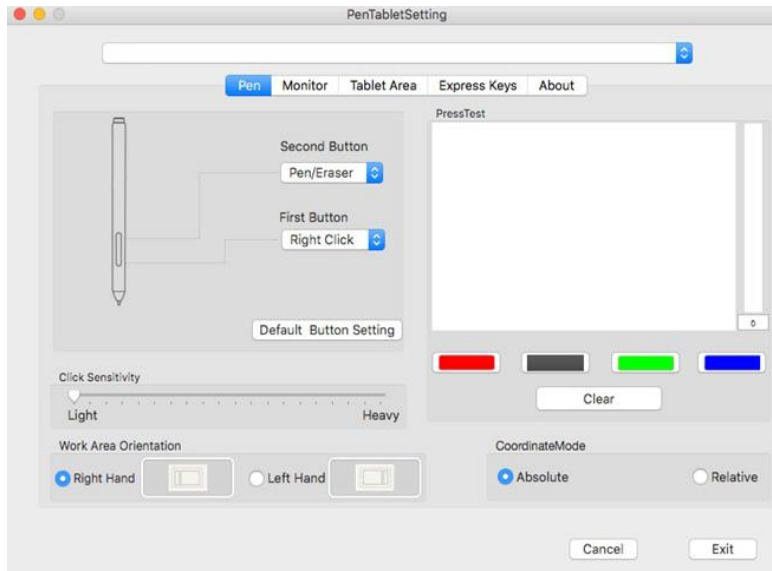 PenTabletSetting
Pen Monitor Tablet Area Express Keys About
PressTest
Second Button
Pen/Eraser
First Button
Right Click
Default Button Setting
0
Clear
Click Sensitivity
Light Heavy
Work Area Orientation
Right Hand Left Hand
CoordinateMode
Absolute Relative
Cancel Exit